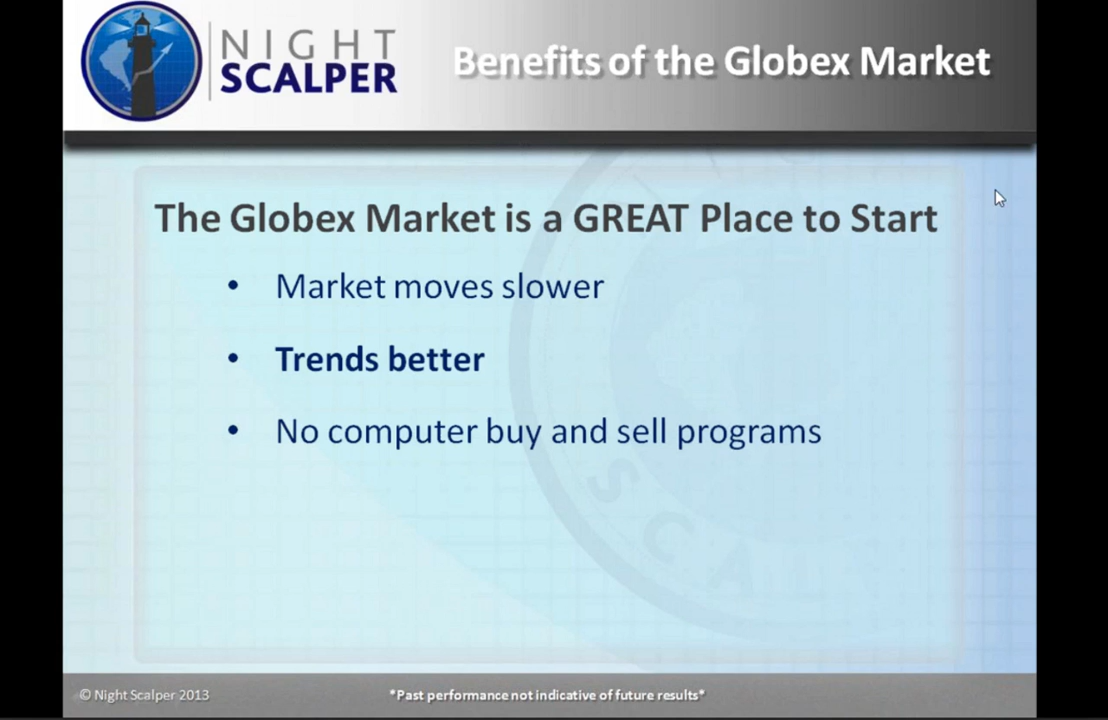 NIGHT
SCALPER
Benefits of the Globex Market
The Globex Market is a GREAT Place to Start
• Market moves slower
• Trends better
• No computer buy and sell programs
SCAL
© Night Scalper 2013
*Past performance not indicative of future results*